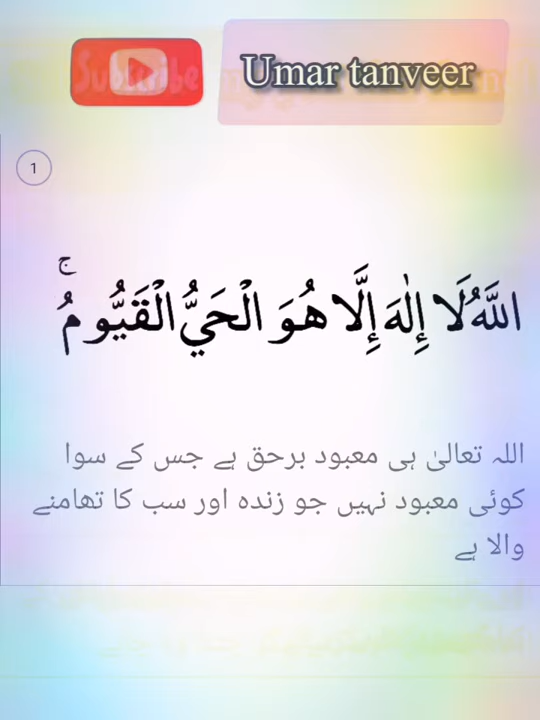 Subscribe
Umar tanveer
1
اللَّهُ لَا إِلَٰهَ إِلَّا هُوَ الْحَيُّ الْقَيُّومُ ۚ
اللہ تعالیٰ ہی معبود برحق ہے جس کے سوا
کوئی معبود نہیں جو زندہ اور سب کا تھامنے
والا ہے